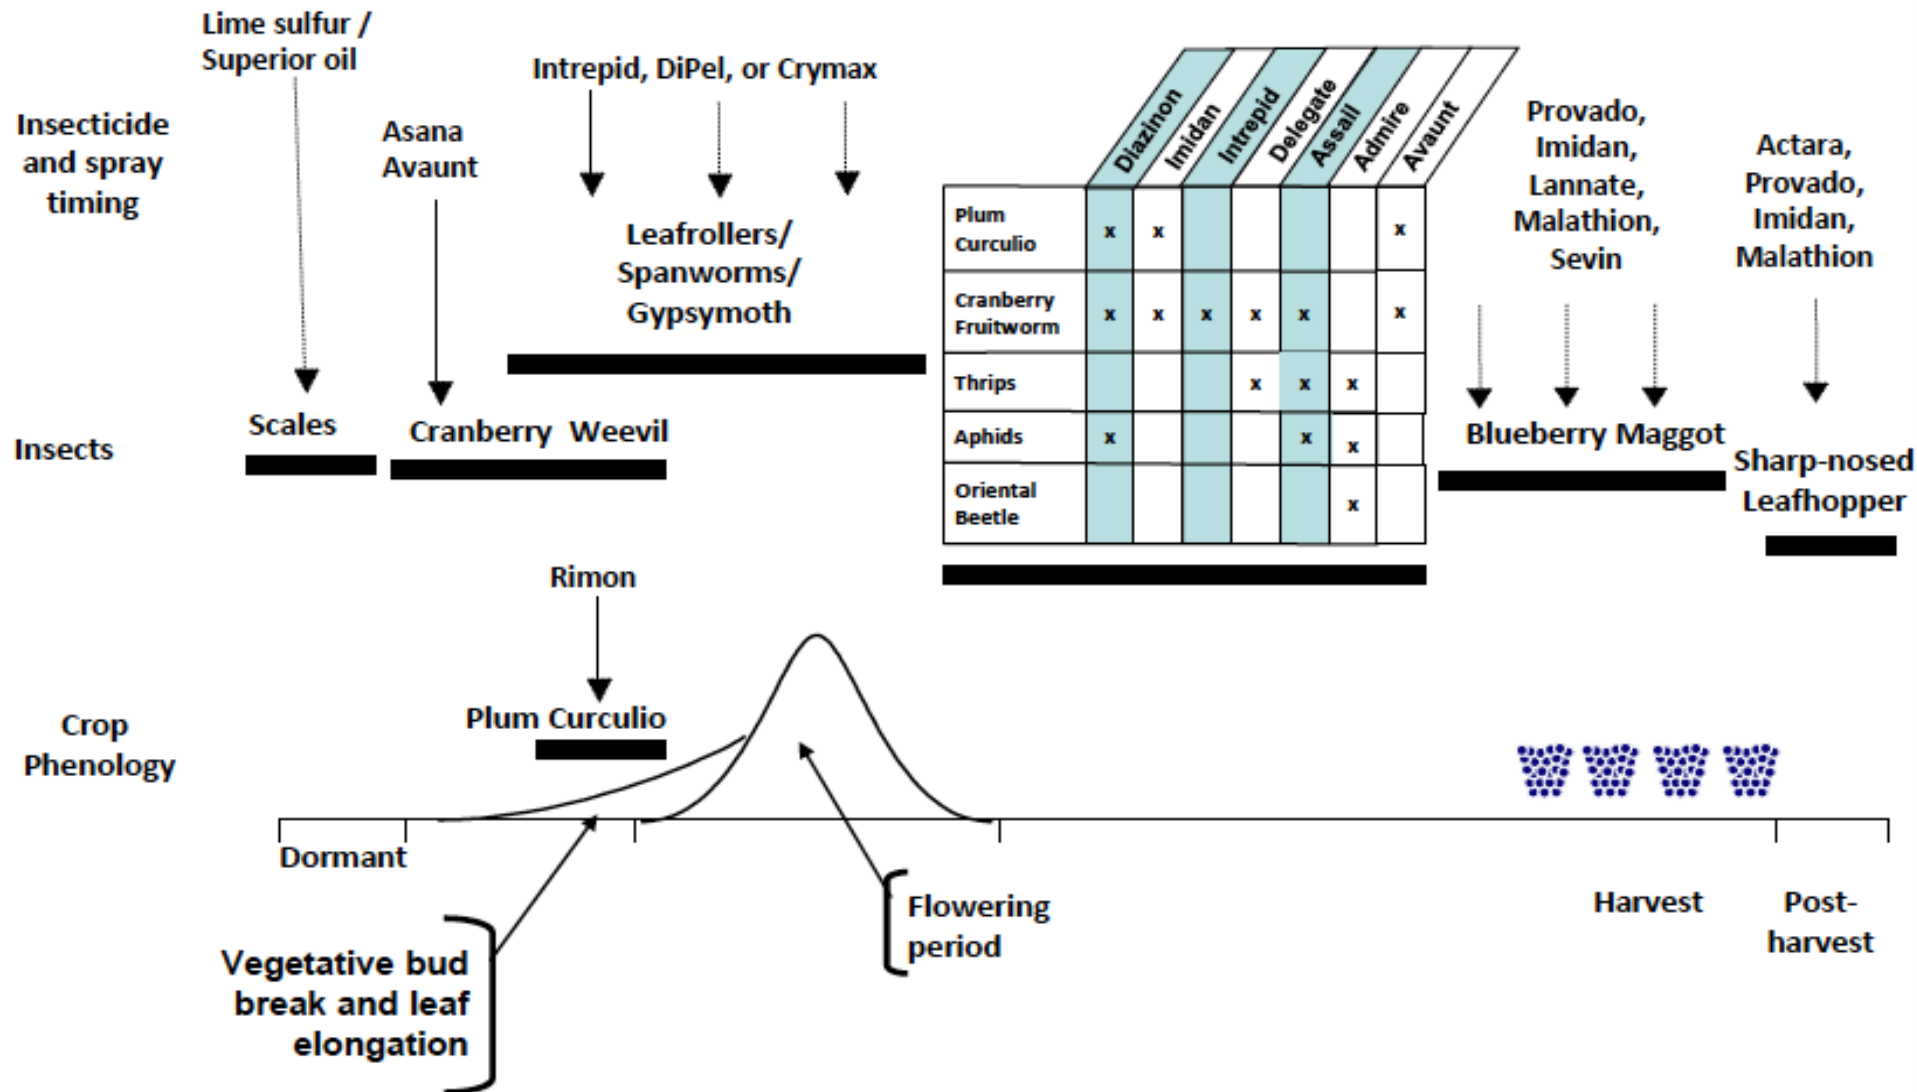 Lime sulfur /
Superior oil
Intrepid, DiPel, or Crymax
Insecticide
and spray
timing
Asana
Avaunt
Leafrollers/
Spanworms/
Gypsymoth
Diazinon
Imidan
Intrepid
Delegate
Assail
Admire
Avaunt
Plum
Curculio
x x x
Cranberry
Fruitworm
x x x x x x
Thrips
x x x
Aphids
x x x
Oriental
Beetle
x
Provado,
Imidan,
Lannate,
Malathion,
Sevin
Actara,
Provado,
Imidan,
Malathion
Insects
Scales
Cranberry Weevil
Blueberry Maggot
Sharp-nosed
Leafhopper
Rimon
Plum Curculio
Crop
Phenology
Dormant
Vegetative bud
break and leaf
elongation
Flowering
period
Harvest
Post-
harvest